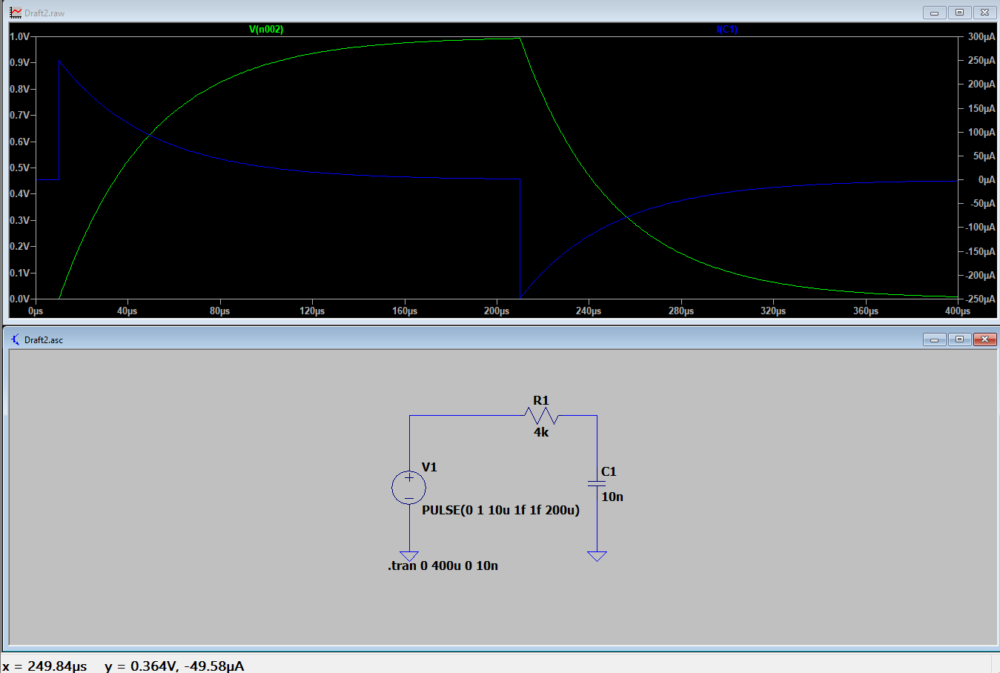 Draft2.raw
V(n002) I(C1)
1.0V 300µA
0.9V 250µA
0.8V 200µA
0.7V 150µA
0.6V 100µA
0.5V 50µA
0.4V 0µA
0.3V -50µA
0.2V -100µA
0.1V -150µA
0.0V -200µA
-250µA
0µs 40µs 80µs 120µs 160µs 200µs 240µs 280µs 320µs 360µs 400µs
Draft2.asc
R1
4k
V1
C1
10n
PULSE(0 1 10u 1f 1f 200u)
.tran 0 400u 0 10n
x = 249.84µs y = 0.364V, -49.58µA